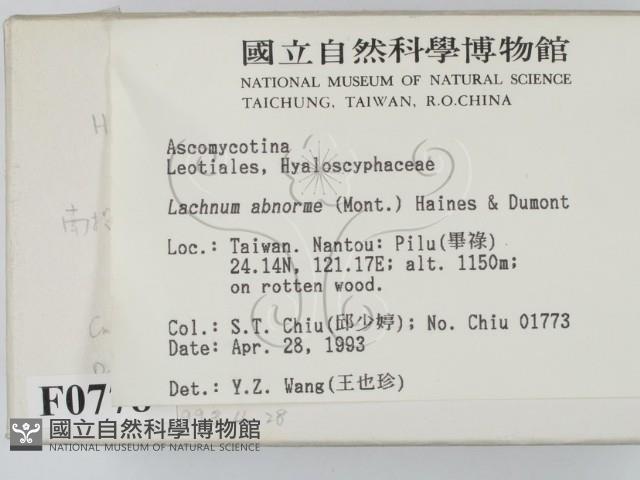 國立自然科學博物館
NATIONAL MUSEUM OF NATURAL SCIENCE
TAICHUNG, TAIWAN, R.O.CHINA
Ascomycotina
Leotiales, Hyaloscyphaceae
Lachnum abnorme (Mont.) Haines & Dumont
Loc.: Taiwan. Nantou: Pilu(畢祿)
24.14N, 121.17E; alt. 1150m;
on rotten wood.
Col.: S.T. Chiu(邱少婷); No. Chiu 01773
Date: Apr. 28, 1993
Det.: Y.Z. Wang(王也珍)
國立自然科學博物館
NATIONAL MUSEUM OF NATURAL SCIENCE